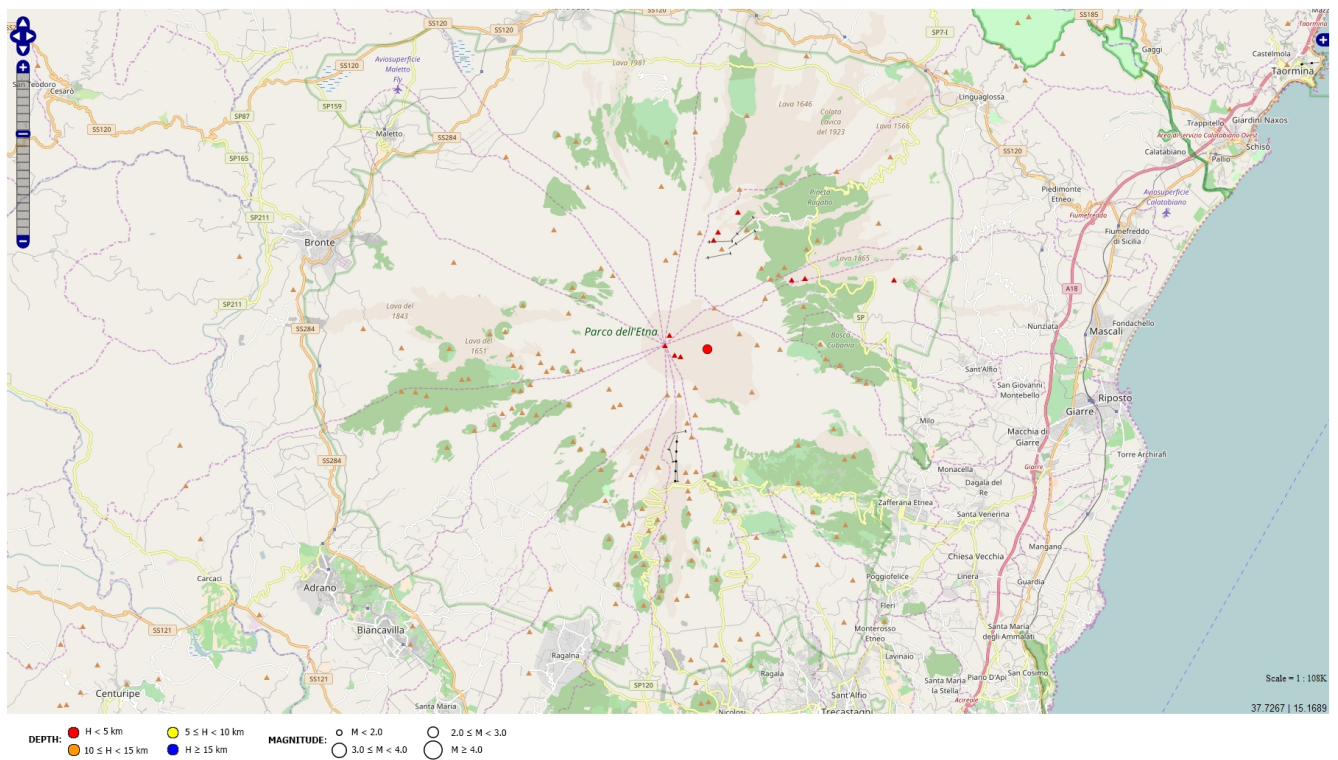 SS120
SS185
Taormina
SS120
SP7-I
Gaggi
Castelmola
Aviosuperficie
Maletto
Fly
SS120
Lava 1981
Taormina
Cesarò
SP159
Linguaglossa
Lava 1646
Colata
lavica
del 1923
Lava 1566
Trappitello
Giardini Naxos
SP87
SS120
Maletto
SS284
Area di servizio Calatabiano Ovest
Schisò
SS120
Calatabiano
Pallio
SP165
Piedimonte
Etneo
Aviosuperficie
Calatabiano
Pineta
Ragabo
SP211
Fiumefreddo
Fiumefreddo
di Sicilia
Bronte
Lava 1865
A18
SP211
Lava del
1843
SP
SS284
Parco dell'Etna
Nunziata
Fondachello
Mascali
Lava del
1651
Bosco
Cubania
Sant'Alfio
San Giovanni
Montebello
Riposto
Giarre
Milo
Macchia di
Giarre
Torre Archirafi
SS284
Giarre
Monacella
Dagala del
Re
Zafferana Etnea
Santa Venerina
Mangano
Chiesa Vecchia
Carcaci
Poggiofelice
Linera
Guardia
Adrano
Fleri
SS121
Biancavilla
Monterosso
Etneo
Santa Maria
degli Ammalati
Ragalna
Lavinaio
SS121
Ragala
Santa Maria
la Stella
Piano D'Api
San Cosimo
Scale = 1 : 108K
Centuripe
SP120
Sant'Alfio
Acireale
Santa Maria
Nicolosi
Trecastagni
37.7267 | 15.1689
DEPTH:
H < 5 km
5 ≤ H < 10 km
10 ≤ H < 15 km
H ≥ 15 km
MAGNITUDE:
M < 2.0
2.0 ≤ M < 3.0
3.0 ≤ M < 4.0
M ≥ 4.0